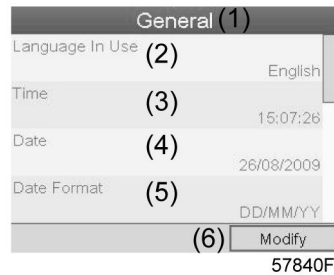 General (1)
Language In Use (2)
English
Time (3)
15:07:26
Date (4)
26/08/2009
Date Format (5)
DD/MM/YY
(6) Modify
57840F